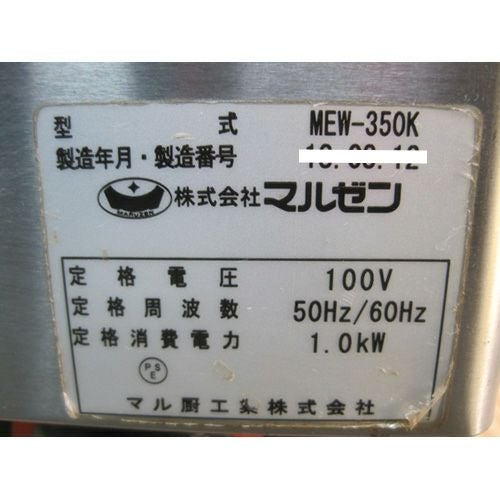 型式 MEW-350K
製造年月・製造番号
MARUZEN 株式会社マルゼン
定格電圧 100V
定格周波数 50Hz/60Hz
定格消費電力 1.0kW
PSE
マル厨工業株式会社